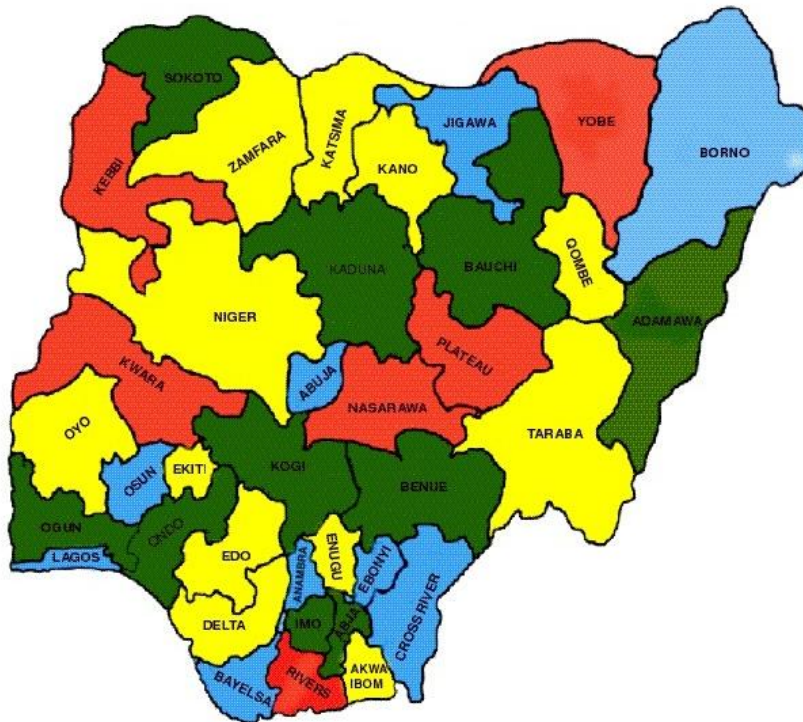 SOKOTO
ZAMFARA
KATSIMA
KANO
JIGAWA
YOBE
BORNO
KEBBI
KADUNA
BAUCHI
QOMBE
ADAMAWA
NIGER
ABUJA
PLATEAU
KWARA
NASARAWA
TARABA
OYO
OSUN
EKITI
KOGI
BENUE
OGUN
ONDO
LAGOS
EDO
ANAMBRA
ENUGU
EBONYI
CROSS RIVER
DELTA
IMO
ABJA
BAYELSA
RIVERS
AKWA
IBOM